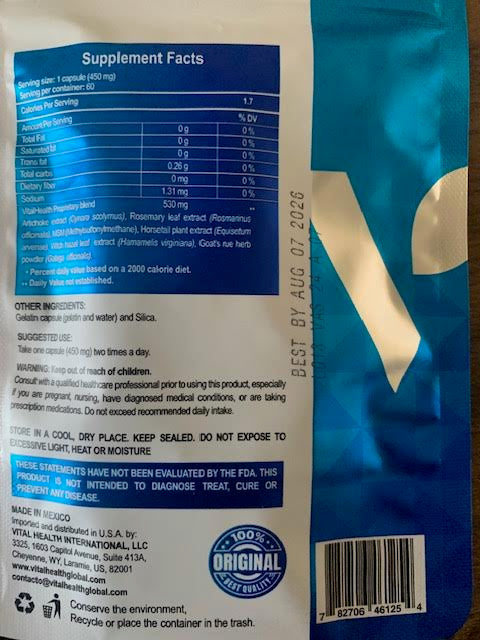 Supplement Facts
Serving size: 1 capsule (450 mg)
Serving per container: 60
Calories Per Serving 1.7
Amount Per Serving % DV
Total Fat 0 g 0 %
Saturated fat 0 g 0 %
Trans fat 0 g 0 %
Total carbs 0.26 g 0 %
Dietary fiber 0 mg 0 %
Sodium 1.31 mg 0 %
VitalHealth Proprietary blend 530 mg **
Artichoke extract (Cynara scolymus), Rosemary leaf extract (Rosmarinus
officinalis), MSM (Methylsulfonylmethane), Horsetail plant extract (Equisetum
arvense) Witch hazel leaf extract (Hamamelis virginiana), Goat's rue herb
powder (Galega officinalis).
* Percent daily value based on a 2000 calorie diet.
** Daily Value not established.
OTHER INGREDIENTS:
Gelatin capsule (gelatin and water) and Silica.
SUGGESTED USE:
Take one capsule (450 mg) two times a day.
WARNING: Keep out of reach of children.
Consult with a qualified healthcare professional prior to using this product, especially
if you are pregnant, nursing, have diagnosed medical conditions, or are taking
prescription medications. Do not exceed recommended daily intake.
STORE IN A COOL, DRY PLACE. KEEP SEALED. DO NOT EXPOSE TO
EXCESSIVE LIGHT, HEAT OR MOISTURE
THESE STATEMENTS HAVE NOT BEEN EVALUATED BY THE FDA. THIS
PRODUCT IS NOT INTENDED TO DIAGNOSE TREAT, CURE OR
PREVENT ANY DISEASE.
MADE IN MEXICO
Imported and distributed in U.S.A. by:
VITAL HEALTH INTERNATIONAL, LLC
3325, 1603 Capitol Avenue, Suite 413A,
Cheyenne, WY, Laramie, US, 82001
www.vitalhealthglobal.com
contacto@vitalhealthglobal.com
Conserve the environment,
Recycle or place the container in the trash.
100%
ORIGINAL
BEST QUALITY
BEST BY AUG 07 2026
7 82706 46125 4